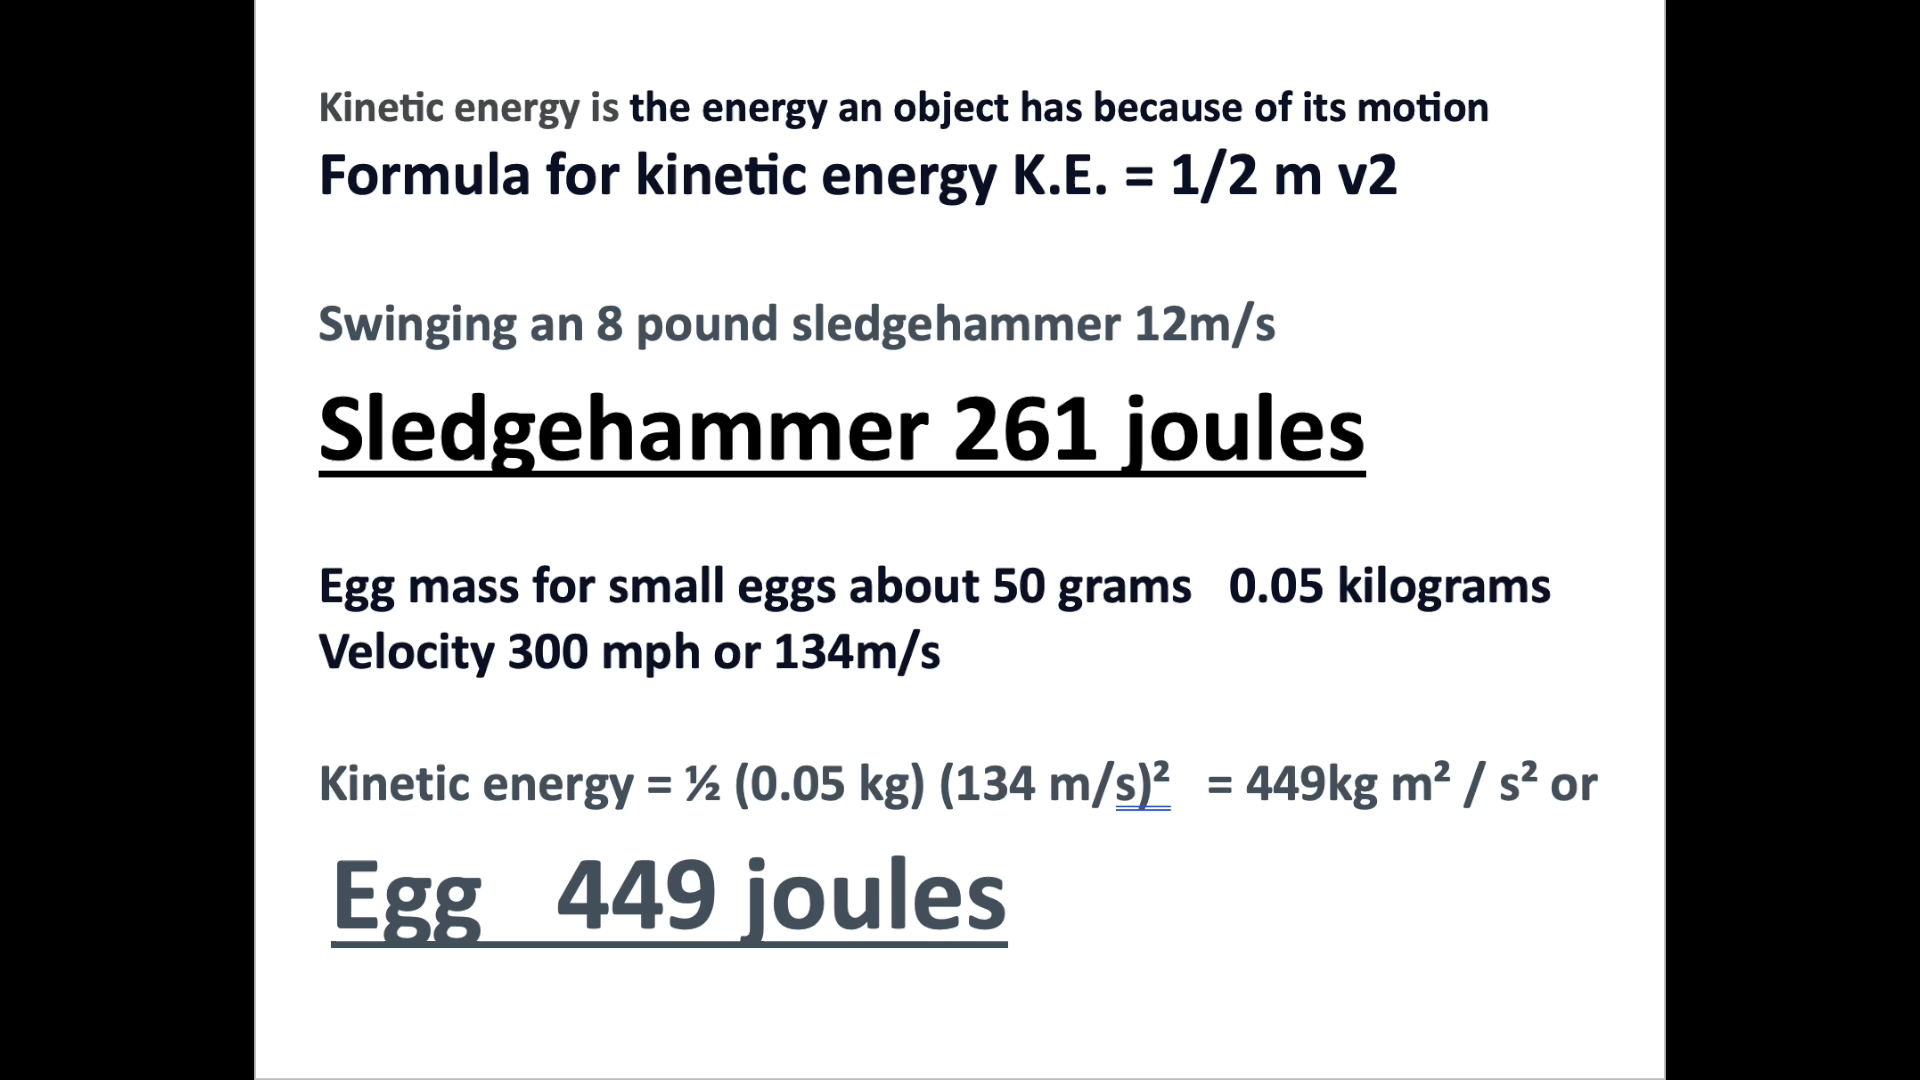 Kinetic energy is the energy an object has because of its motion
Formula for kinetic energy K.E. = 1/2 m v2
Swinging an 8 pound sledgehammer 12m/s
Sledgehammer 261 joules
Egg mass for small eggs about 50 grams   0.05 kilograms
Velocity 300 mph or 134m/s
Kinetic energy = ½ (0.05 kg) (134 m/s)²   = 449kg m² / s² or
Egg   449 joules